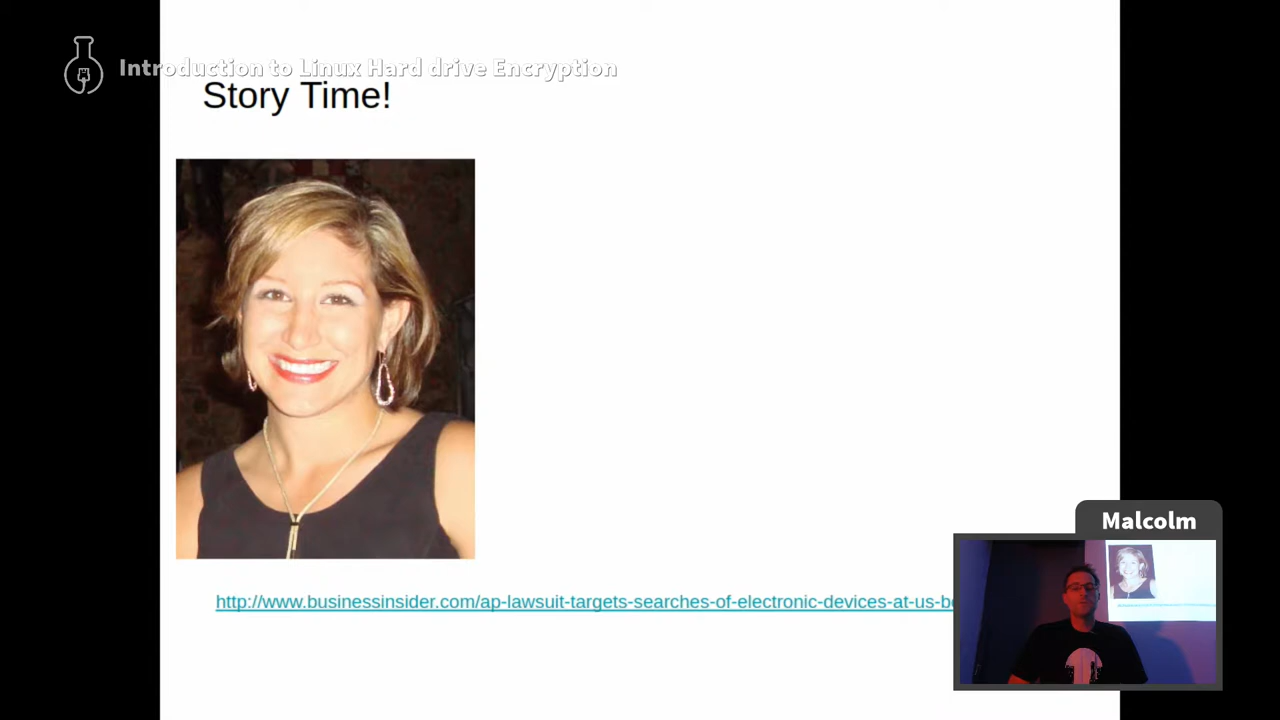 Introduction to Linux Hard drive Encryption
Story Time!
http://www.businessinsider.com/ap-lawsuit-targets-searches-of-electronic-devices-at-us-bo
Malcolm